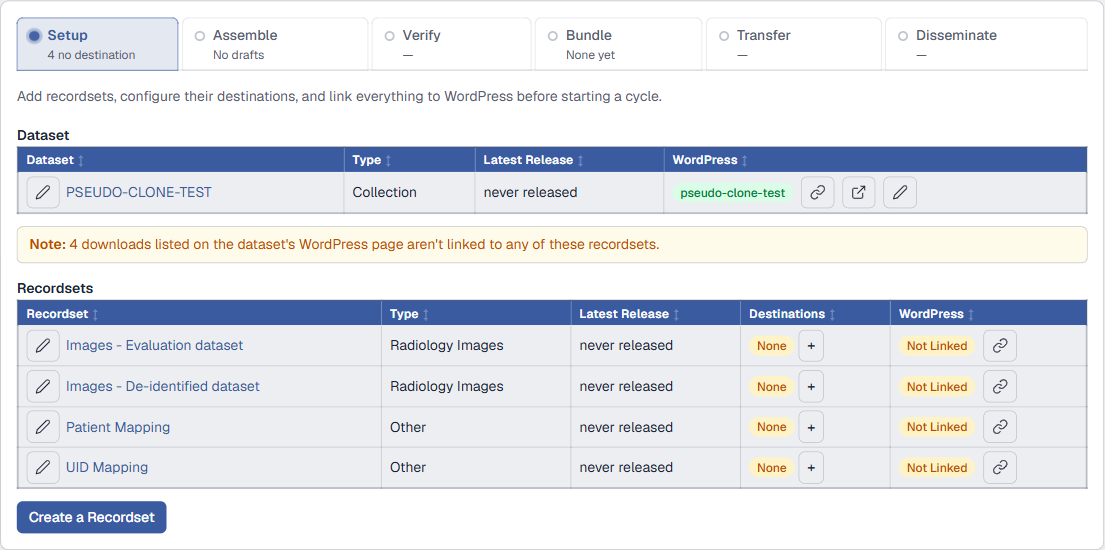 Setup
4 no destination
Assemble
No drafts
Verify
—
Bundle
None yet
Transfer
—
Disseminate
—
Add recordsets, configure their destinations, and link everything to WordPress before starting a cycle.
Dataset
Dataset Type Latest Release WordPress
PSEUDO-CLONE-TEST Collection never released pseudo-clone-test
Note: 4 downloads listed on the dataset's WordPress page aren't linked to any of these recordsets.
Recordsets
Recordset Type Latest Release Destinations WordPress
Images - Evaluation dataset Radiology Images never released None + Not Linked
Images - De-identified dataset Radiology Images never released None + Not Linked
Patient Mapping Other never released None + Not Linked
UID Mapping Other never released None + Not Linked
Create a Recordset